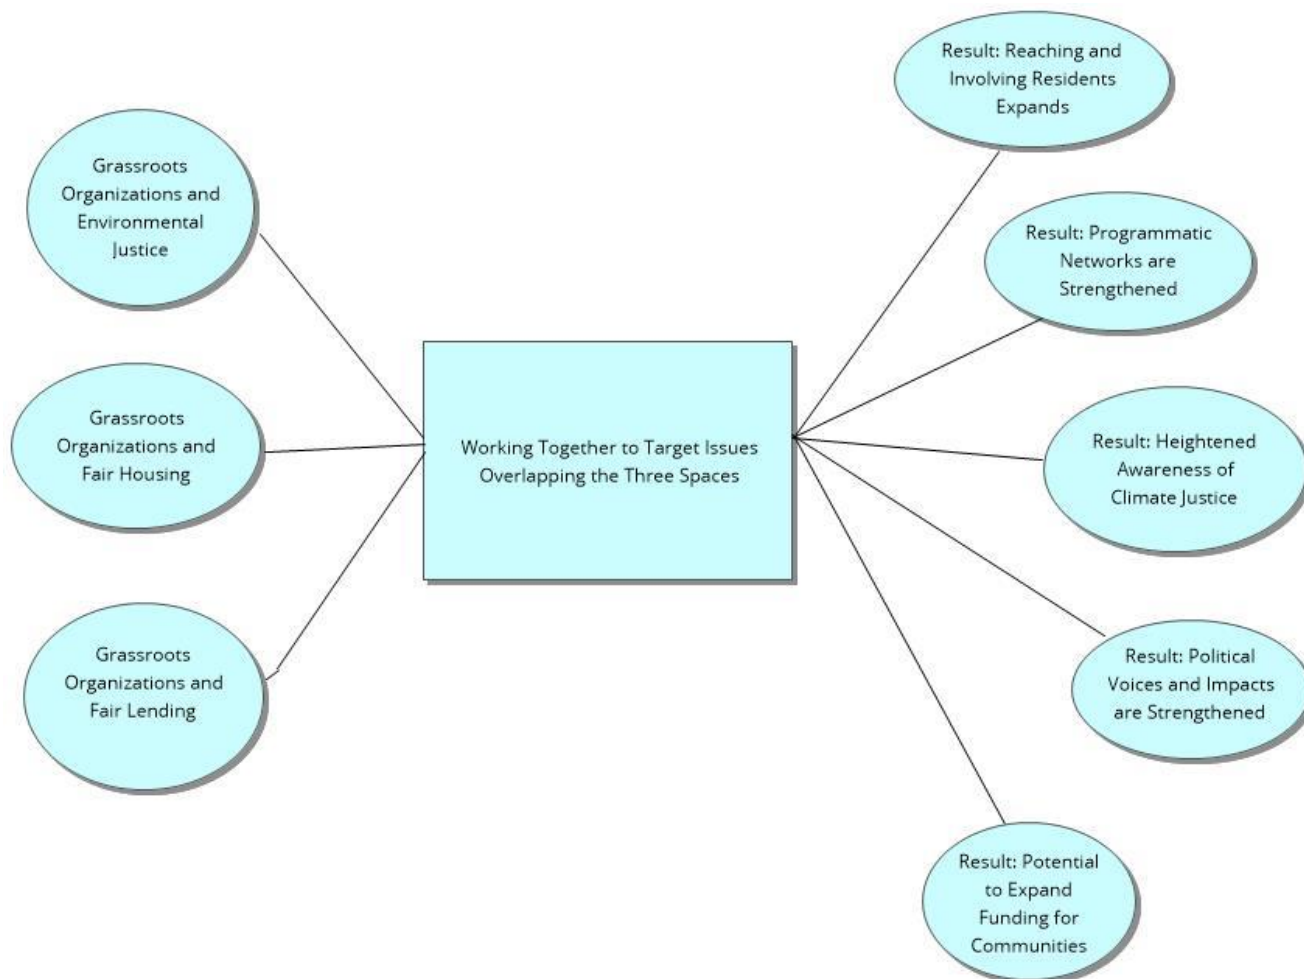 Grassroots
Organizations and
Environmental
Justice
Grassroots
Organizations and
Fair Housing
Grassroots
Organizations and
Fair Lending
Working Together to Target Issues
Overlapping the Three Spaces
Result: Reaching and
Involving Residents
Expands
Result: Programmatic
Networks are
Strengthened
Result: Heightened
Awareness of
Climate Justice
Result: Political
Voices and Impacts
are Strengthened
Result: Potential
to Expand
Funding for
Communities